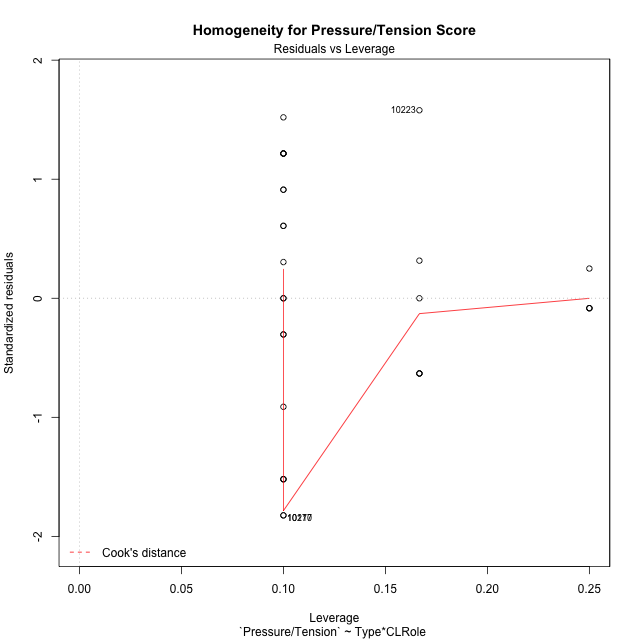 Homogeneity for Pressure/Tension Score
Residuals vs Leverage
2
1
0
-1
-2
Standardized residuals
10223
Cook's distance
0.00 0.05 0.10 0.15 0.20 0.25
Leverage
`Pressure/Tension` ~ Type*CLRole